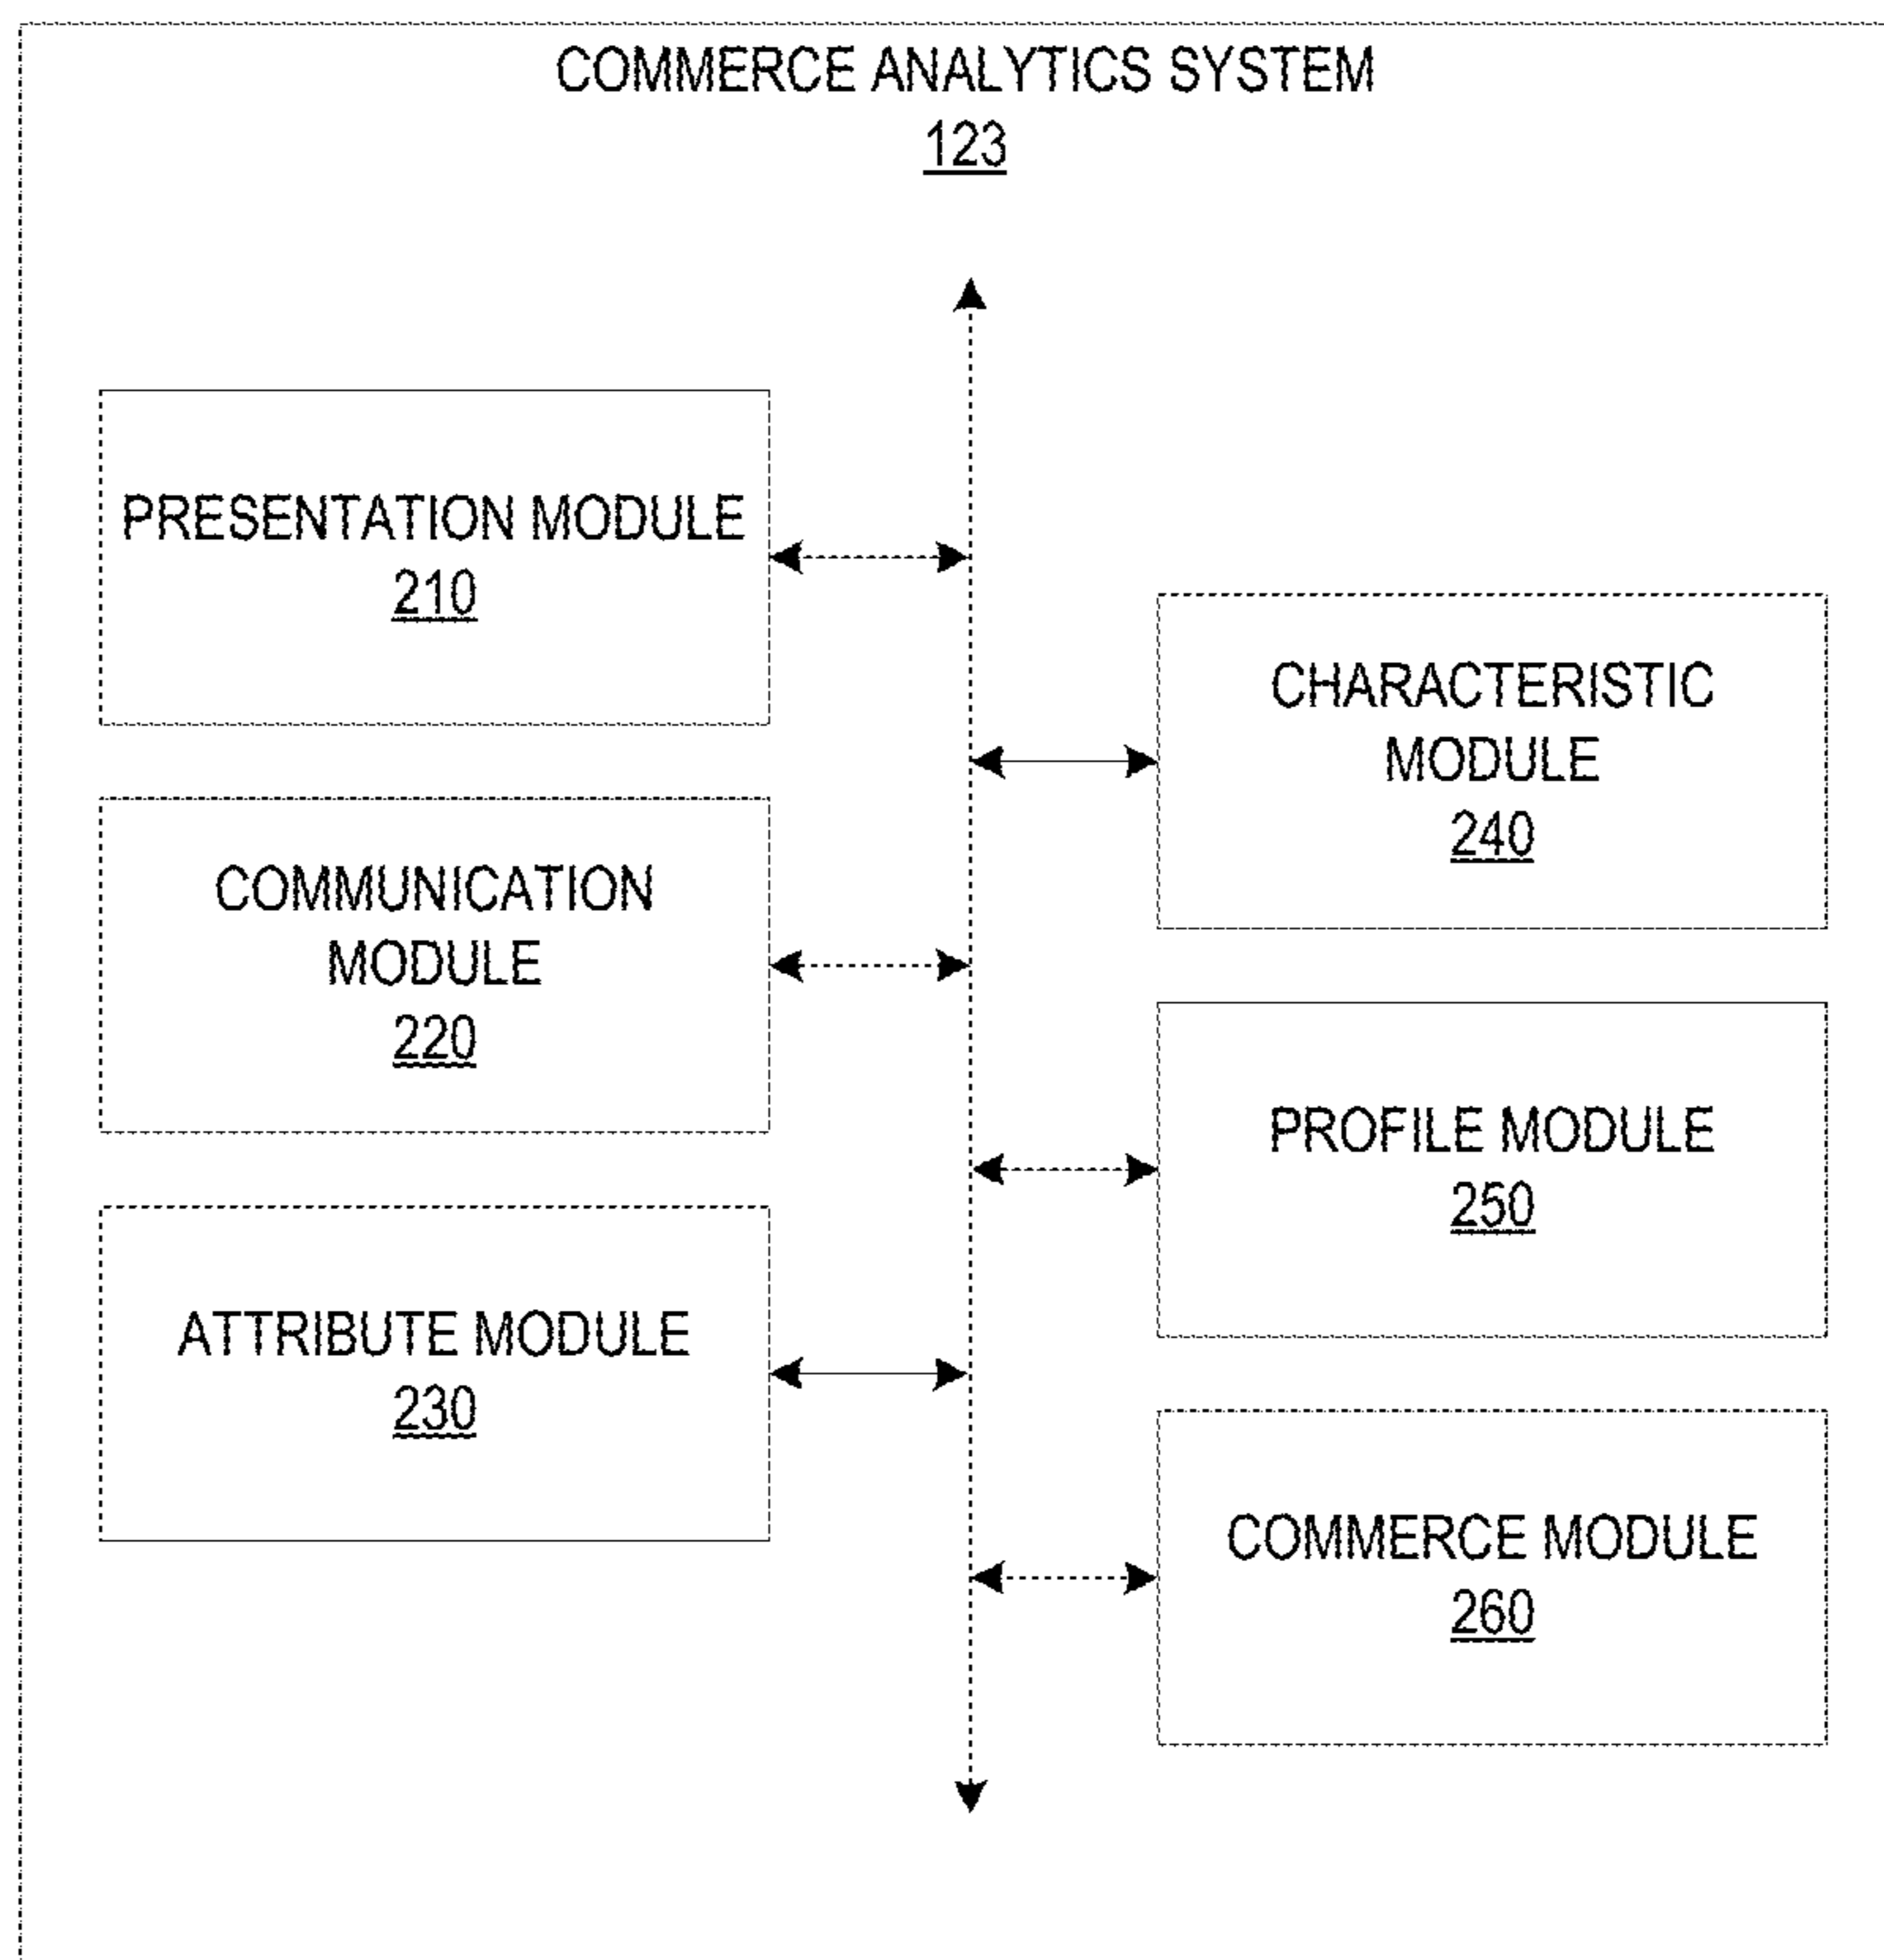 COMMERCE ANALYTICS SYSTEM
123
PRESENTATION MODULE
210
COMMUNICATION
MODULE
220
ATTRIBUTE MODULE
230
CHARACTERISTIC
MODULE
240
PROFILE MODULE
250
COMMERCE MODULE
260